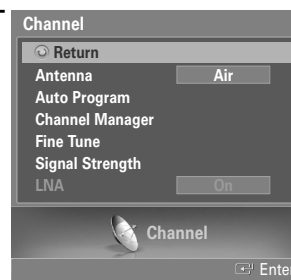 Channel
Return
Antenna Air
Auto Program
Channel Manager
Fine Tune
Signal Strength
LNA On
Channel
Ente